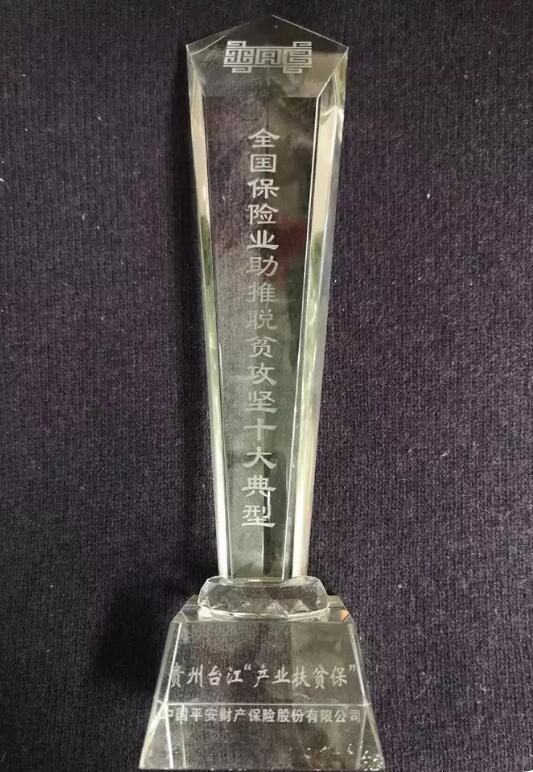 IAC
全国保险业助推脱贫攻坚十大典型
贵州台江“产业扶贫保”
中国平安财产保险股份有限公司